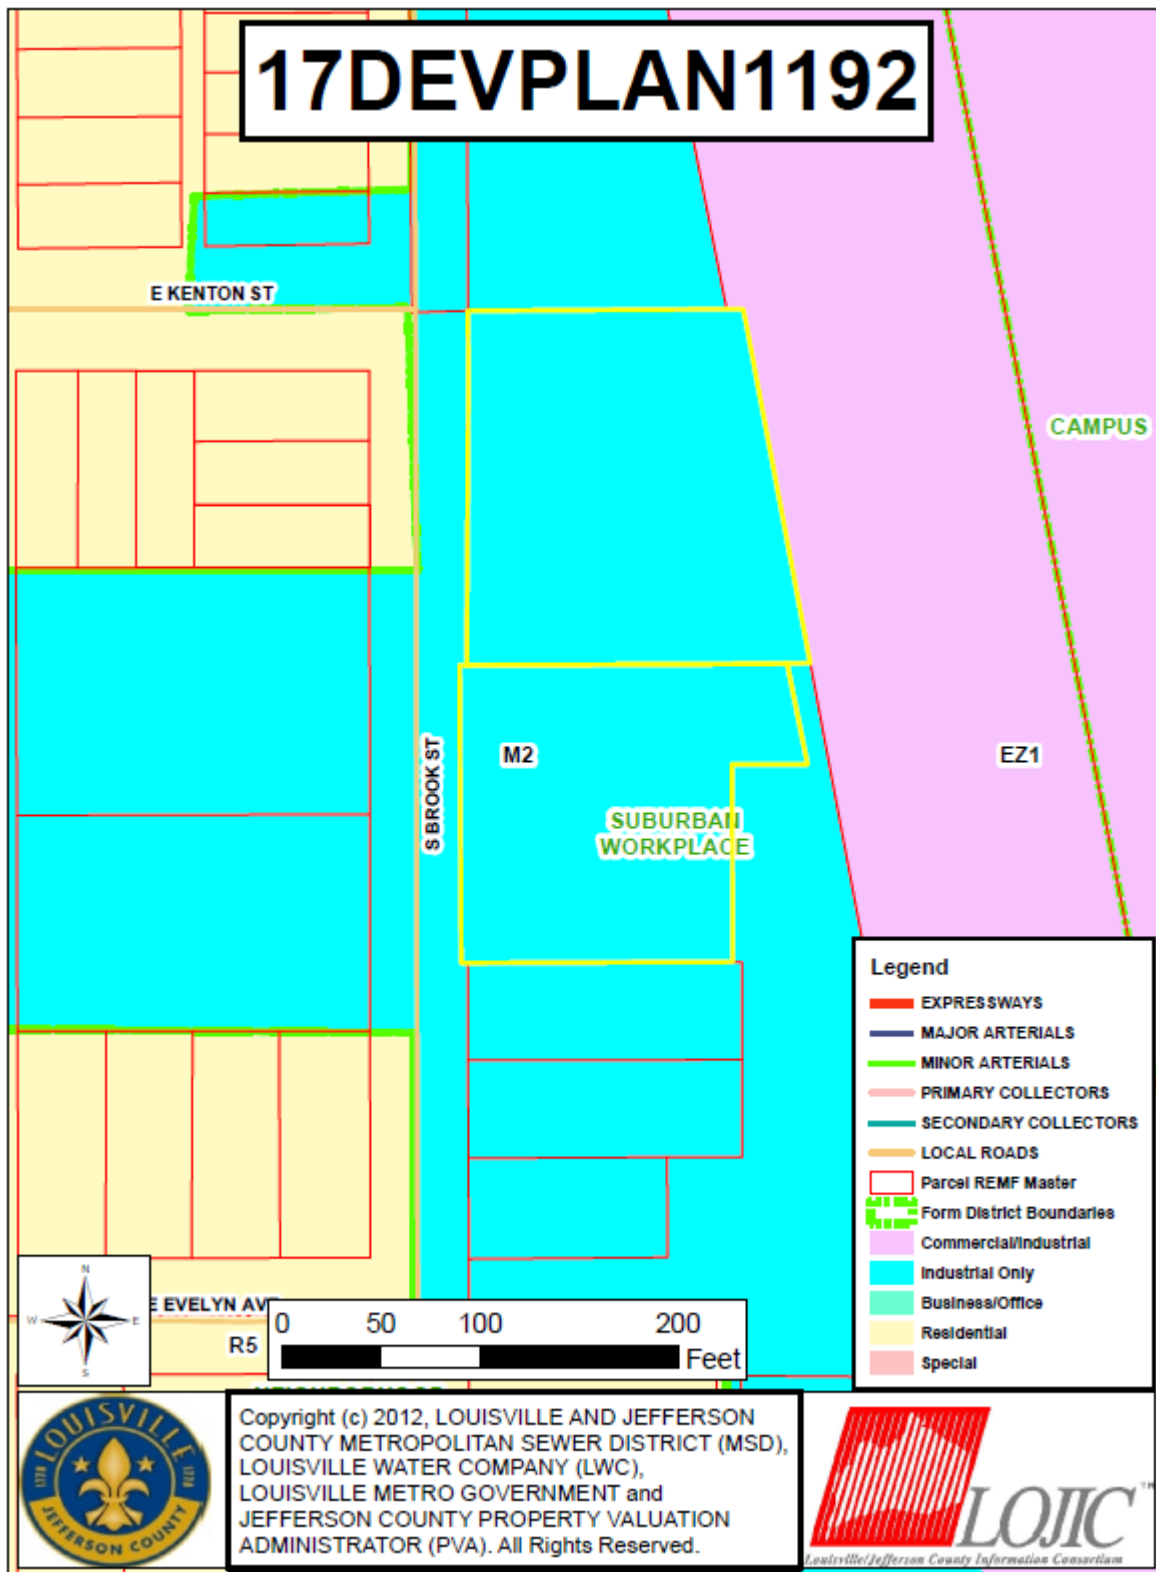 17DEVPLAN1192
E KENTON ST
CAMPUS
S BROOK ST
M2
EZ1
SUBURBAN
WORKPLACE
Legend
EXPRESSWAYS
MAJOR ARTERIALS
MINOR ARTERIALS
PRIMARY COLLECTORS
SECONDARY COLLECTORS
LOCAL ROADS
Parcel REMF Master
Form District Boundaries
Commercial/Industrial
Industrial Only
Business/Office
Residential
Special
N
W E
S
E EVELYN AVE
R5
0 50 100 200
Feet
LOUISVILLE
1778 1778
JEFFERSON COUNTY
Copyright (c) 2012, LOUISVILLE AND JEFFERSON
COUNTY METROPOLITAN SEWER DISTRICT (MSD),
LOUISVILLE WATER COMPANY (LWC),
LOUISVILLE METRO GOVERNMENT and
JEFFERSON COUNTY PROPERTY VALUATION
ADMINISTRATOR (PVA). All Rights Reserved.
LOJIC
Louisville/Jefferson County Information Consortium